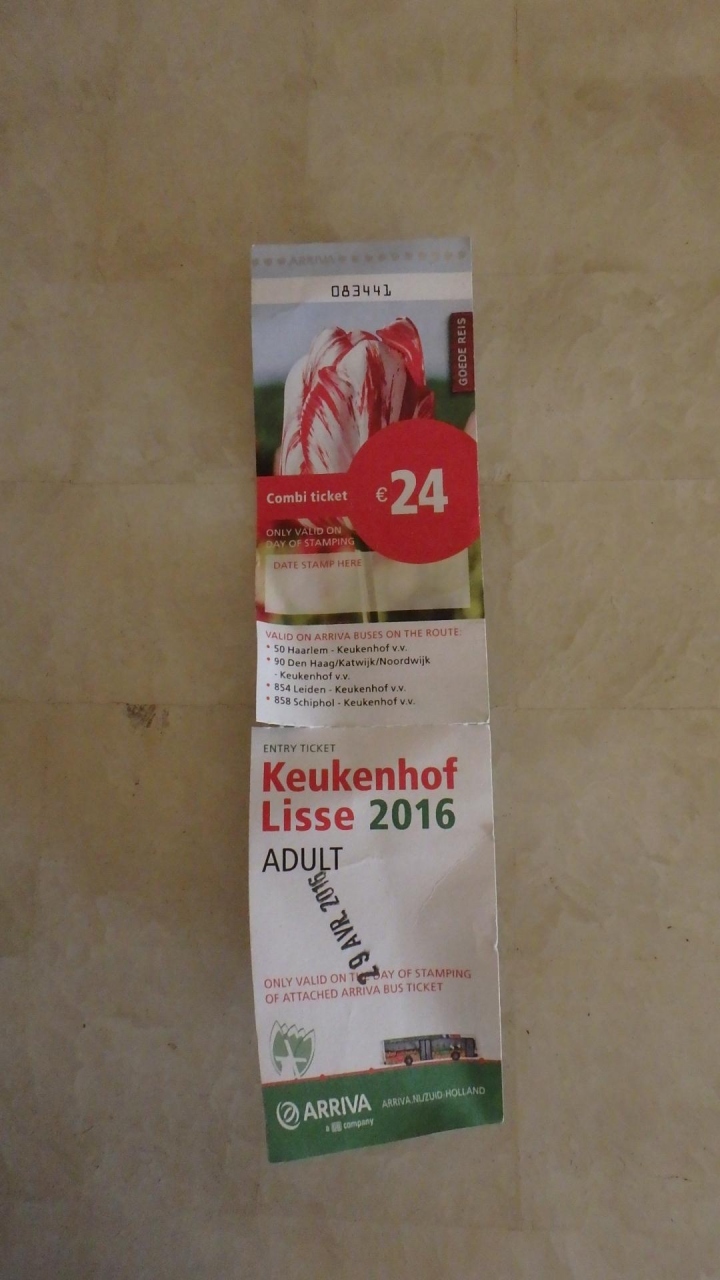 ARRIVA
083441
GOEDE REIS
Combi ticket
€24
ONLY VALID ON
DAY OF STAMPING
DATE STAMP HERE
VALID ON ARRIVA BUSES ON THE ROUTE:
* 50 Haarlem - Keukenhof v.v.
* 90 Den Haag/Katwijk/Noordwijk
- Keukenhof v.v.
* 854 Leiden - Keukenhof v.v.
* 858 Schiphol - Keukenhof v.v.
ENTRY TICKET
Keukenhof
Lisse 2016
ADULT
29 AVR. 2016
ONLY VALID ON THE DAY OF STAMPING
OF ATTACHED ARRIVA BUS TICKET
ARRIVA
a DB company
ARRIVA.NL/ZUID-HOLLAND